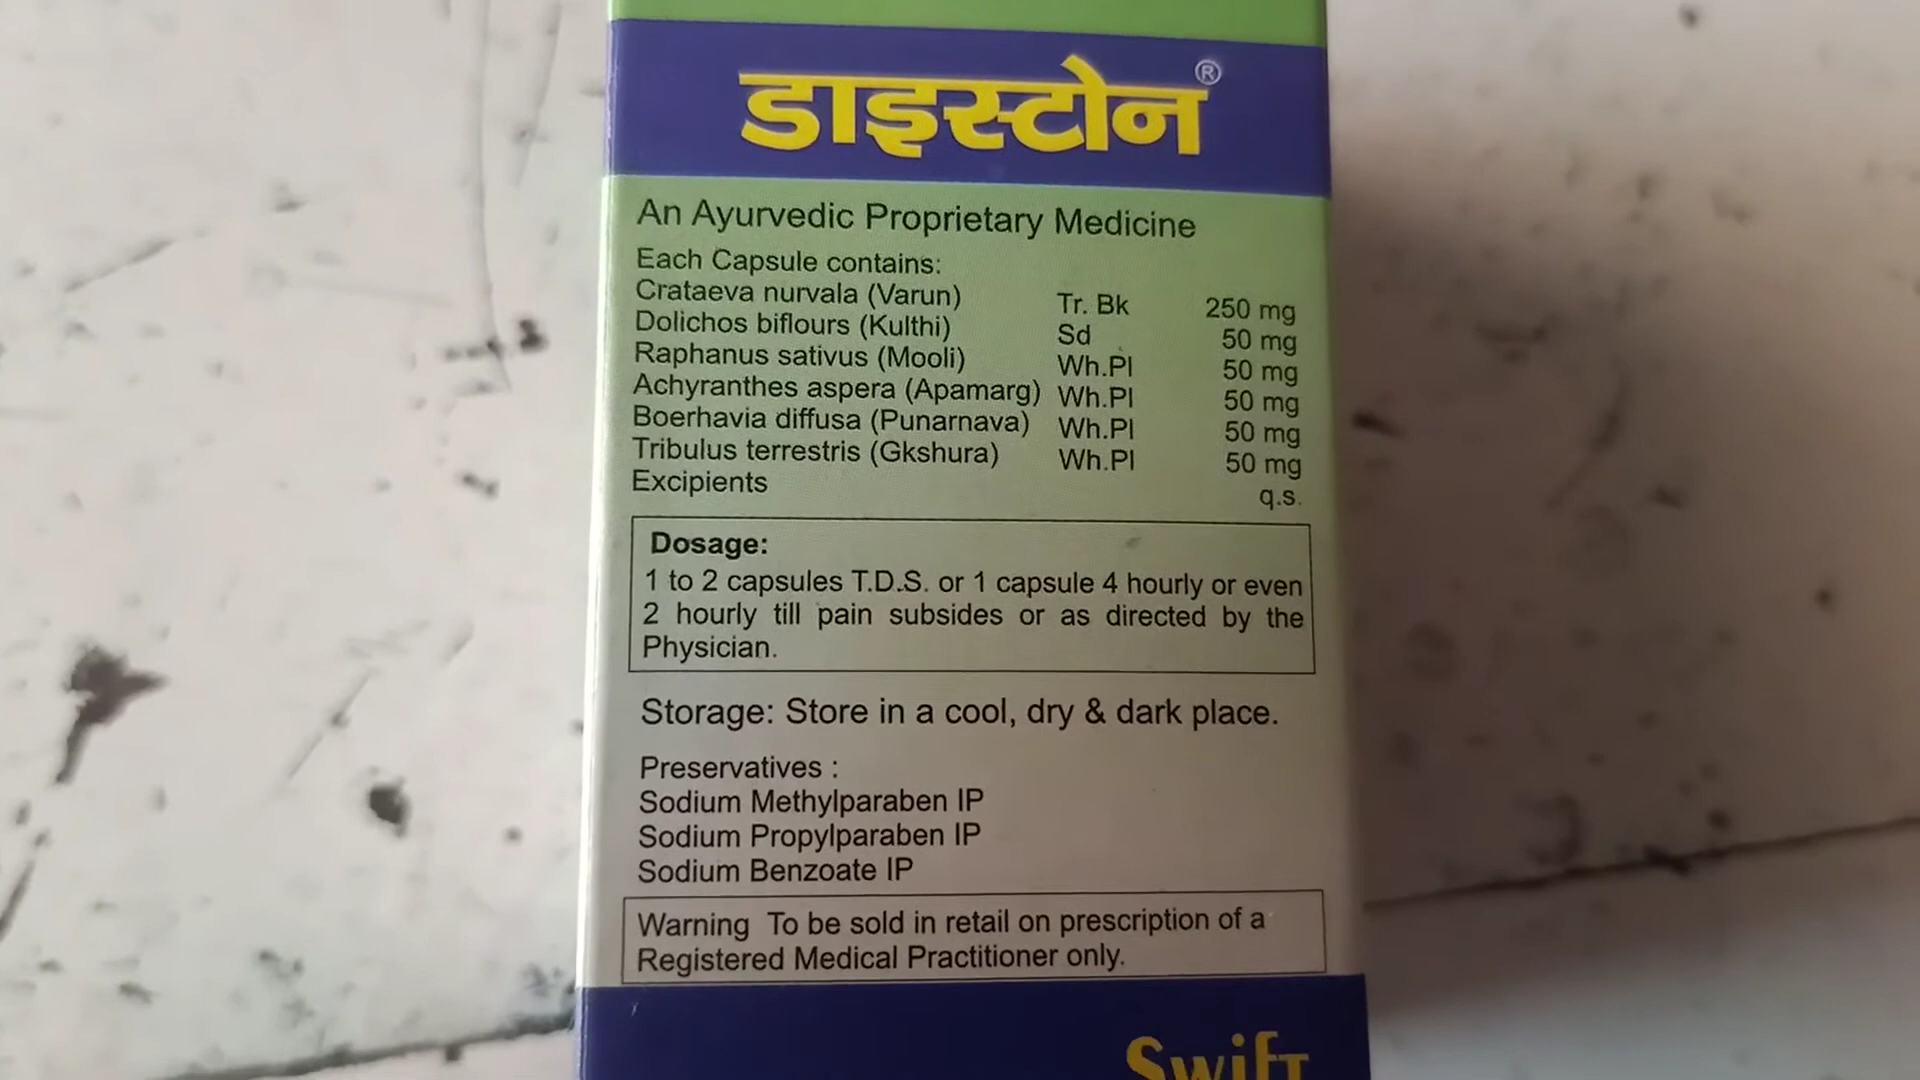 डाइस्टोन®
An Ayurvedic Proprietary Medicine
Each Capsule contains:
Crataeva nurvala (Varun) Tr. Bk 250 mg
Dolichos biflours (Kulthi) Sd 50 mg
Raphanus sativus (Mooli) Wh.Pl 50 mg
Achyranthes aspera (Apamarg) Wh.Pl 50 mg
Boerhavia diffusa (Punarnava) Wh.Pl 50 mg
Tribulus terrestris (Gkshura) Wh.Pl 50 mg
Excipients q.s.
Dosage:
1 to 2 capsules T.D.S. or 1 capsule 4 hourly or even
2 hourly till pain subsides or as directed by the
Physician.
Storage: Store in a cool, dry & dark place.
Preservatives :
Sodium Methylparaben IP
Sodium Propylparaben IP
Sodium Benzoate IP
Warning To be sold in retail on prescription of a
Registered Medical Practitioner only.
Swift